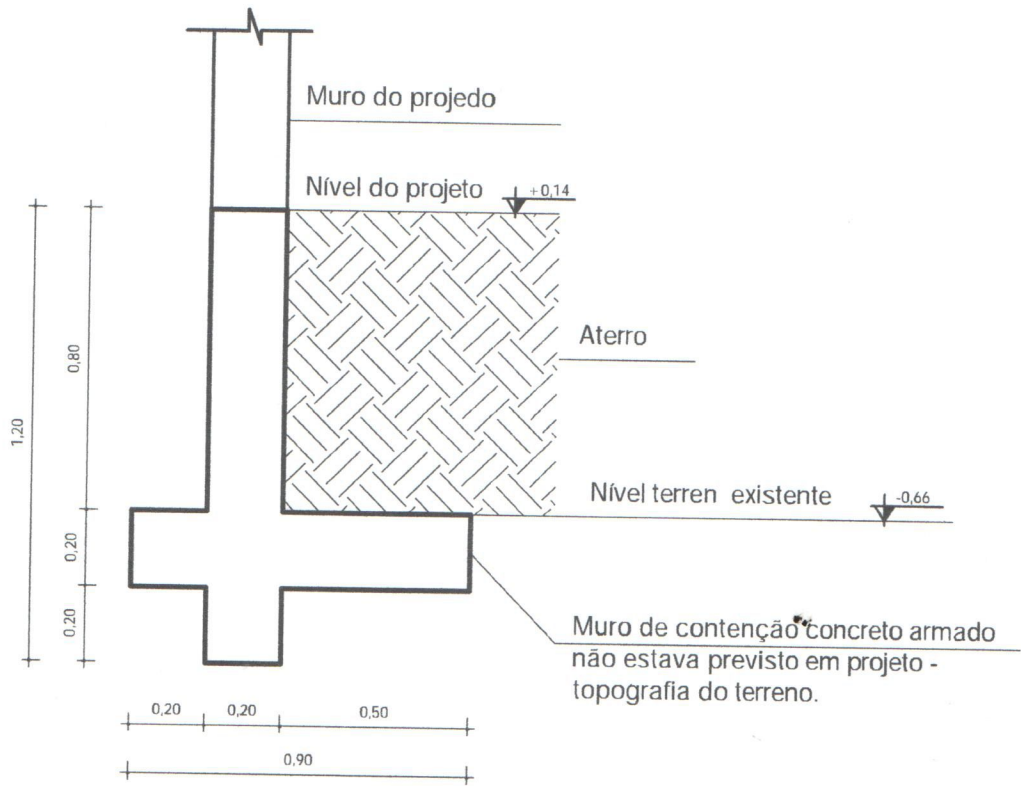 Muro do projedo
Nível do projeto
+0,14
Aterro
Nível terren existente
-0,66
Muro de contenção concreto armado
não estava previsto em projeto -
topografia do terreno.
1,20
0,80
0,20
0,20
0,20
0,20
0,50
0,90